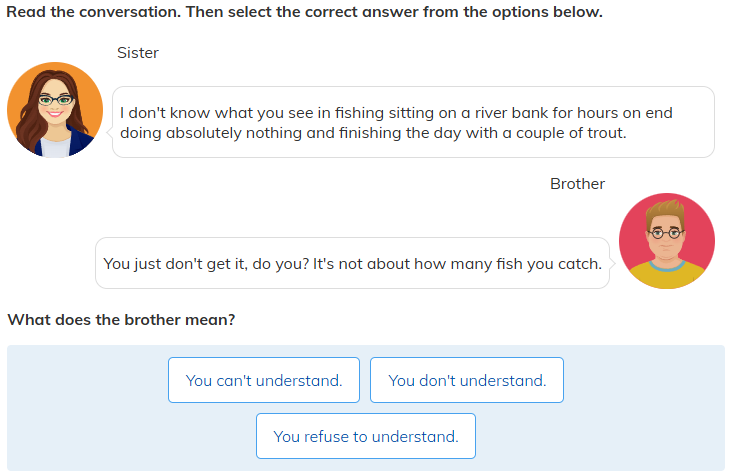 Read the conversation. Then select the correct answer from the options below.
Sister
I don't know what you see in fishing sitting on a river bank for hours on end
doing absolutely nothing and finishing the day with a couple of trout.
Brother
You just don't get it, do you? It's not about how many fish you catch.
What does the brother mean?
You can't understand.
You don't understand.
You refuse to understand.